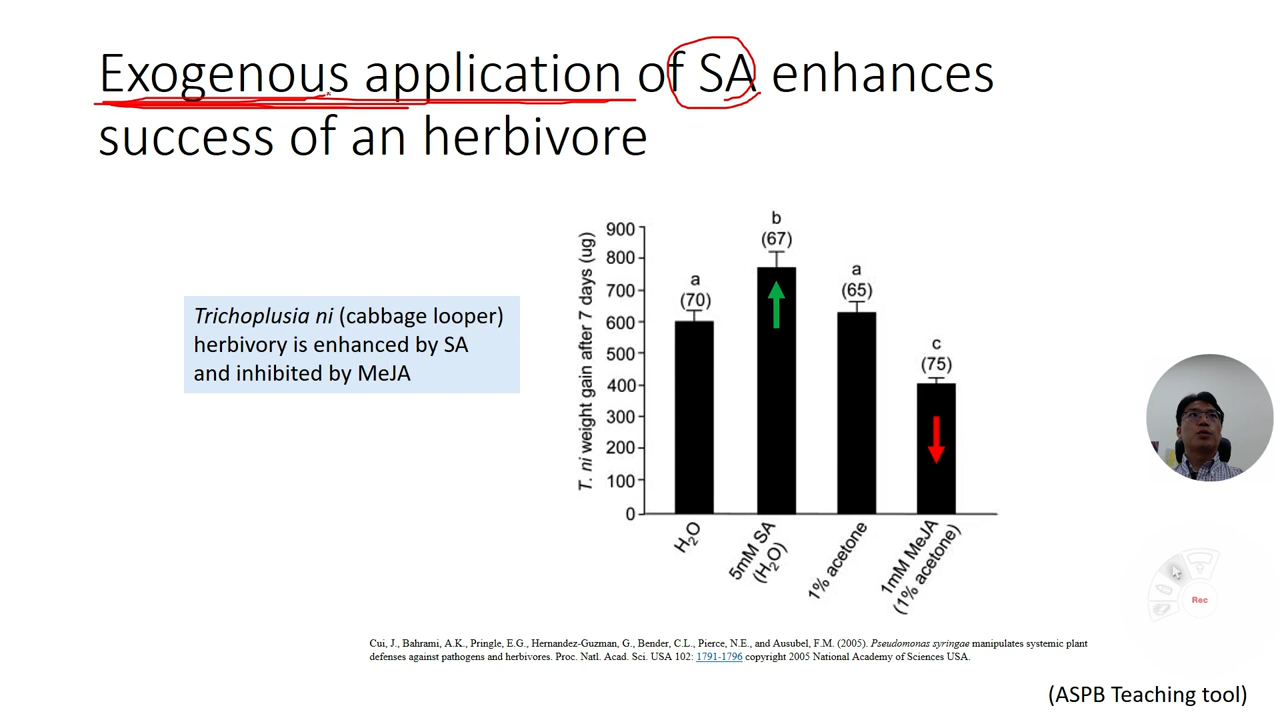 Exogenous application of SA enhances
success of an herbivore
Trichoplusia ni (cabbage looper)
herbivory is enhanced by SA
and inhibited by MeJA
T. ni weight gain after 7 days (ug)
900
800
700
600
500
400
300
200
100
0
a
(70)
b
(67)
a
(65)
c
(75)
H₂O
5mM SA
(H₂O)
1% acetone
1mM MeJA
(1% acetone)
Cui, J., Bahrami, A.K., Pringle, E.G., Hernandez-Guzman, G., Bender, C.L., Pierce, N.E., and Ausubel, F.M. (2005). Pseudomonas syringae manipulates systemic plant
defenses against pathogens and herbivores. Proc. Natl. Acad. Sci. USA 102: 1791-1796 copyright 2005 National Academy of Sciences USA.
Rec
(ASPB Teaching tool)